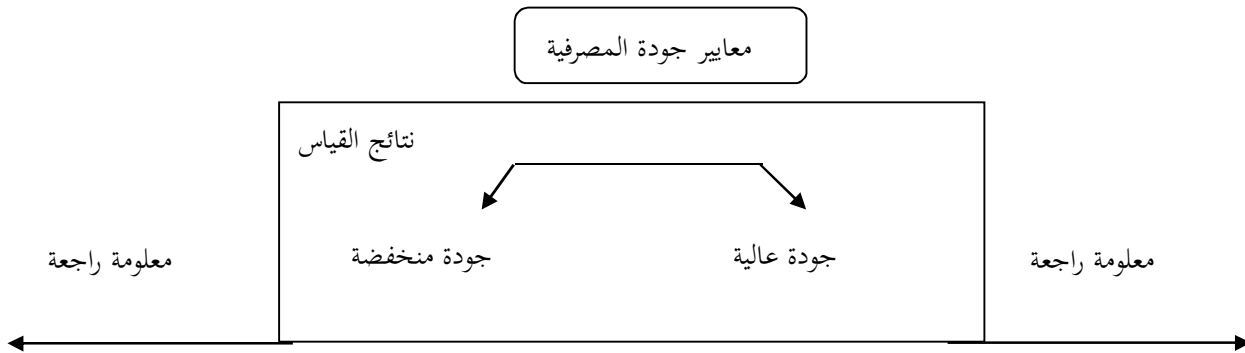 معايير جودة المصرفية
نتائج القياس
معلومة راجعة
جودة عالية
جودة منخفضة
معلومة راجعة